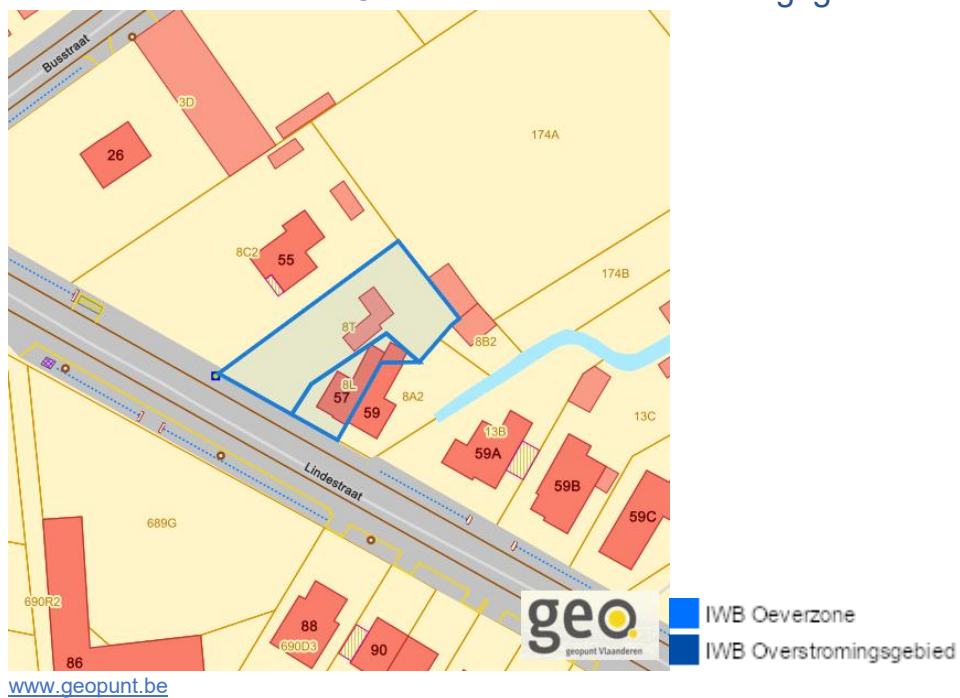 Busstraat
3D
26
174A
8C2
55
174B
8T
8B2
8L
57
59
8A2
13C
13B
59A
59B
59C
Lindestraat
689G
690R2
88
690D3
90
86
geo.
geopunt Vlaanderen
IWB Oeverzone
IWB Overstromingsgebied
www.geopunt.be